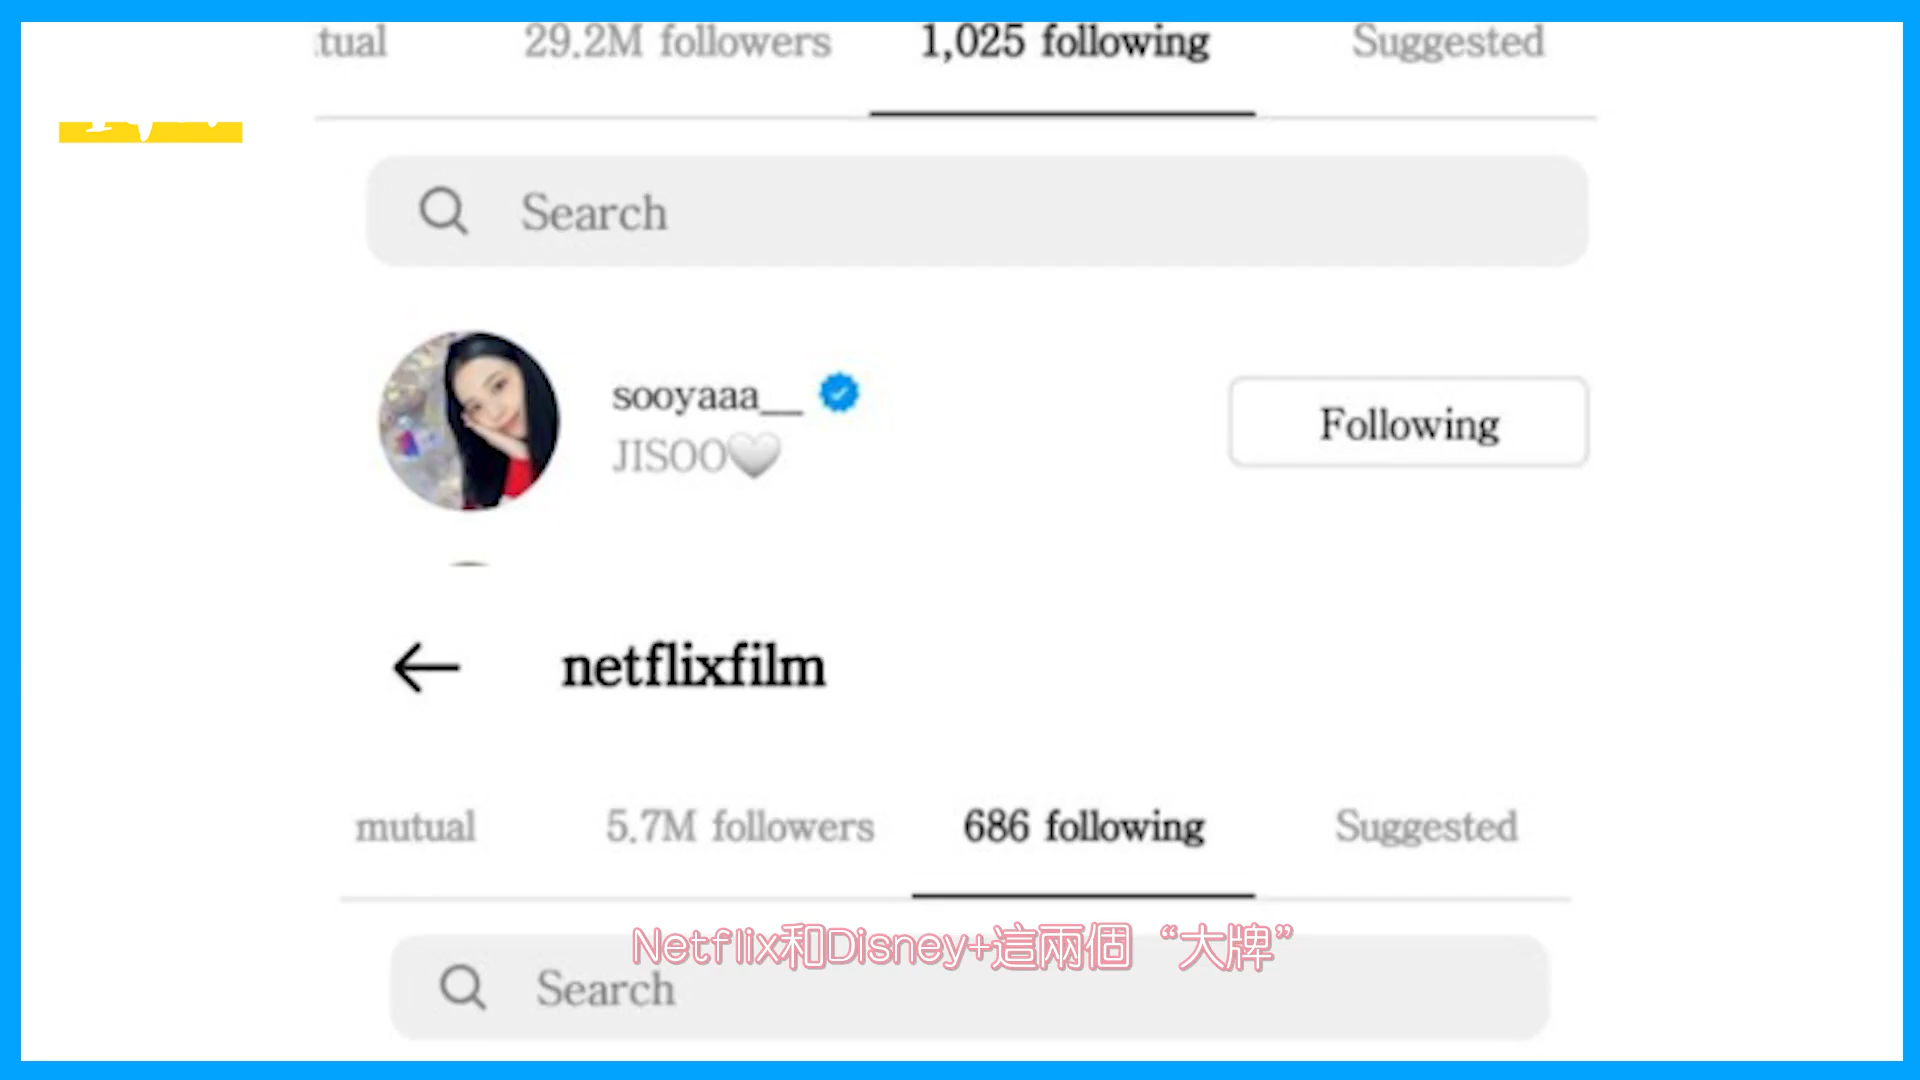 tual 29.2M followers 1,025 following Suggested
Search
sooyaaa__
JISOO🤍
Following
netflixfilm
mutual 5.7M followers 686 following Suggested
Netflix和Disney+這兩個“大牌”
Search